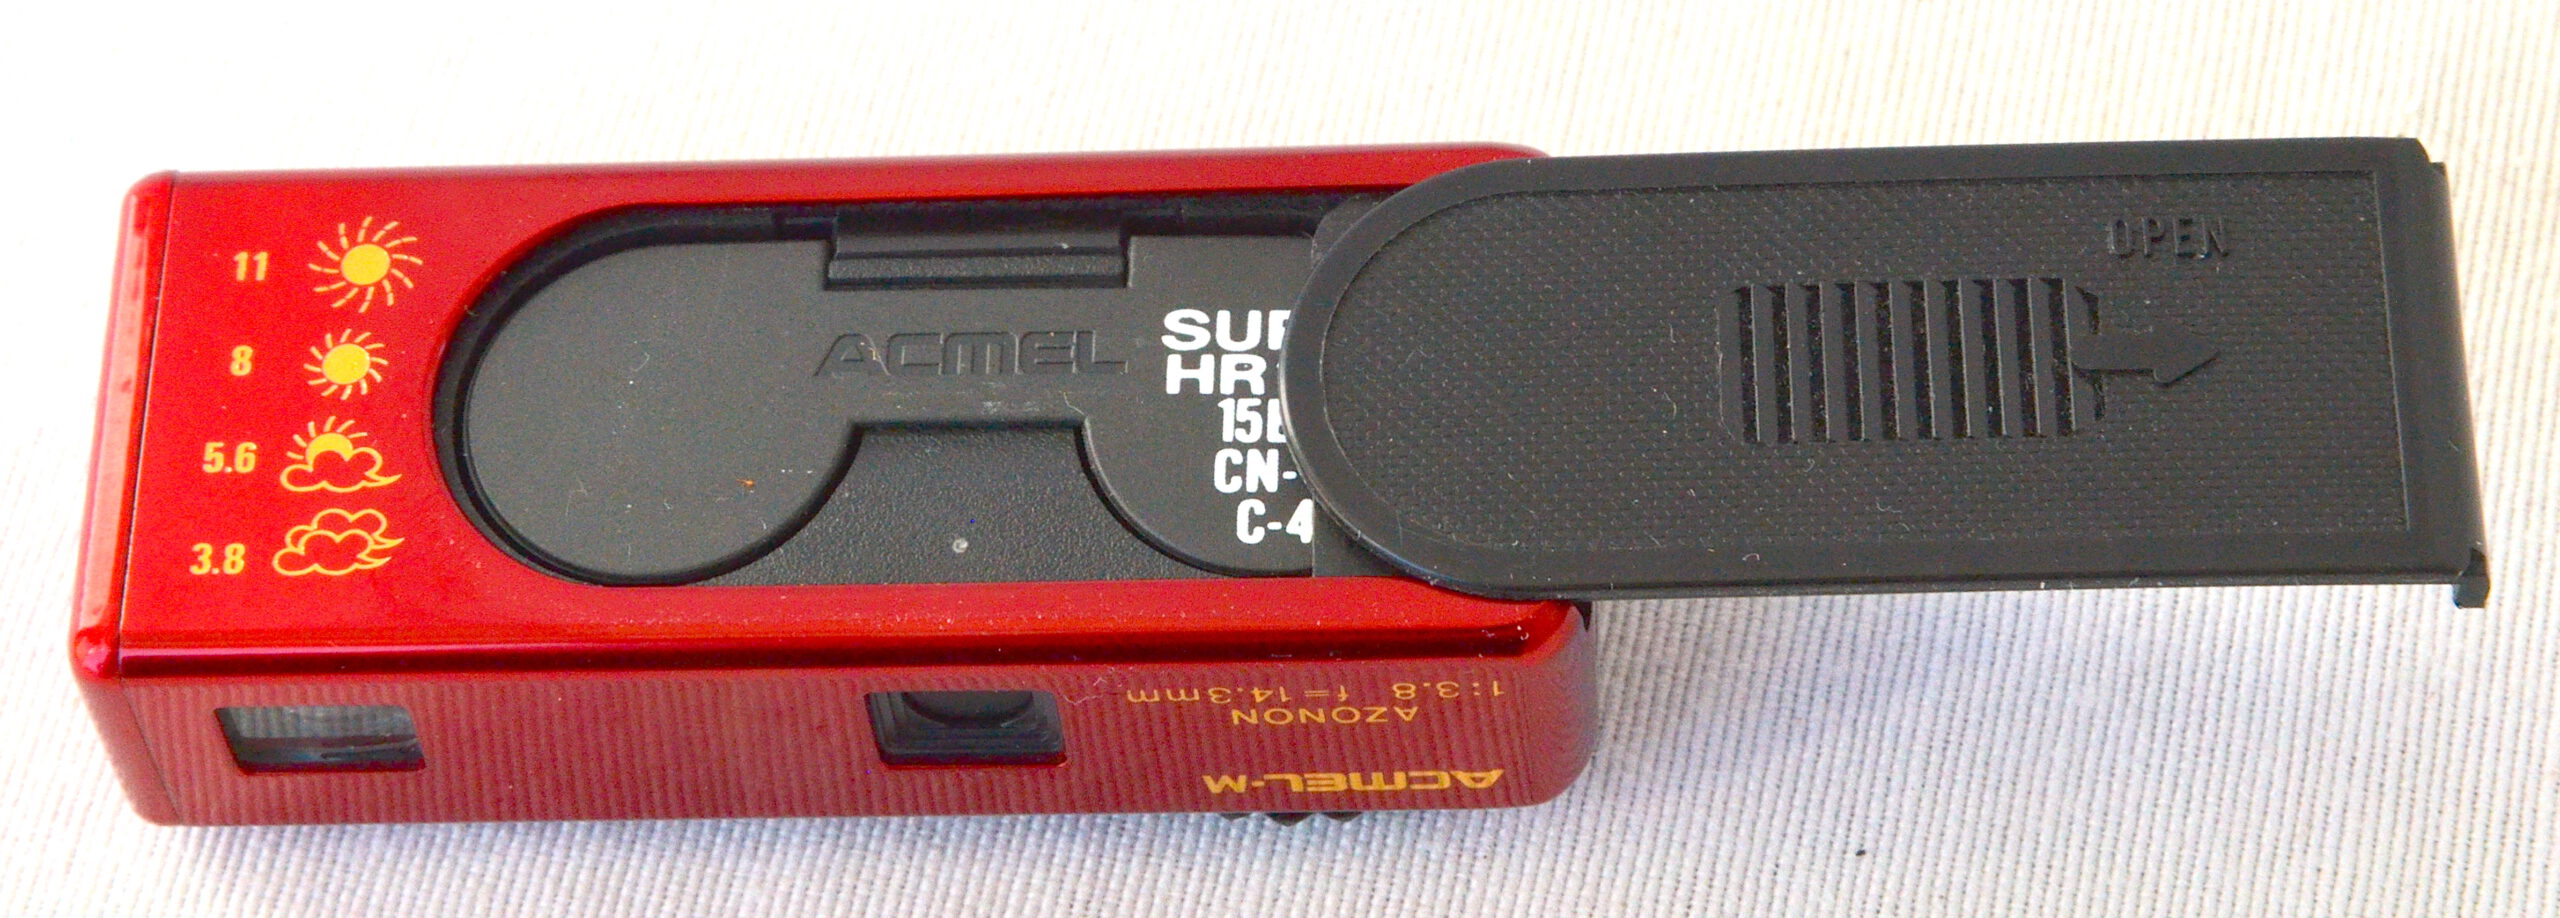 11
8
5.6
3.8
ACMEL
SUP
HR
15E
CN-
C-4
OPEN
1:3.8 f=14.3mm
AZONON
ACMEL-M